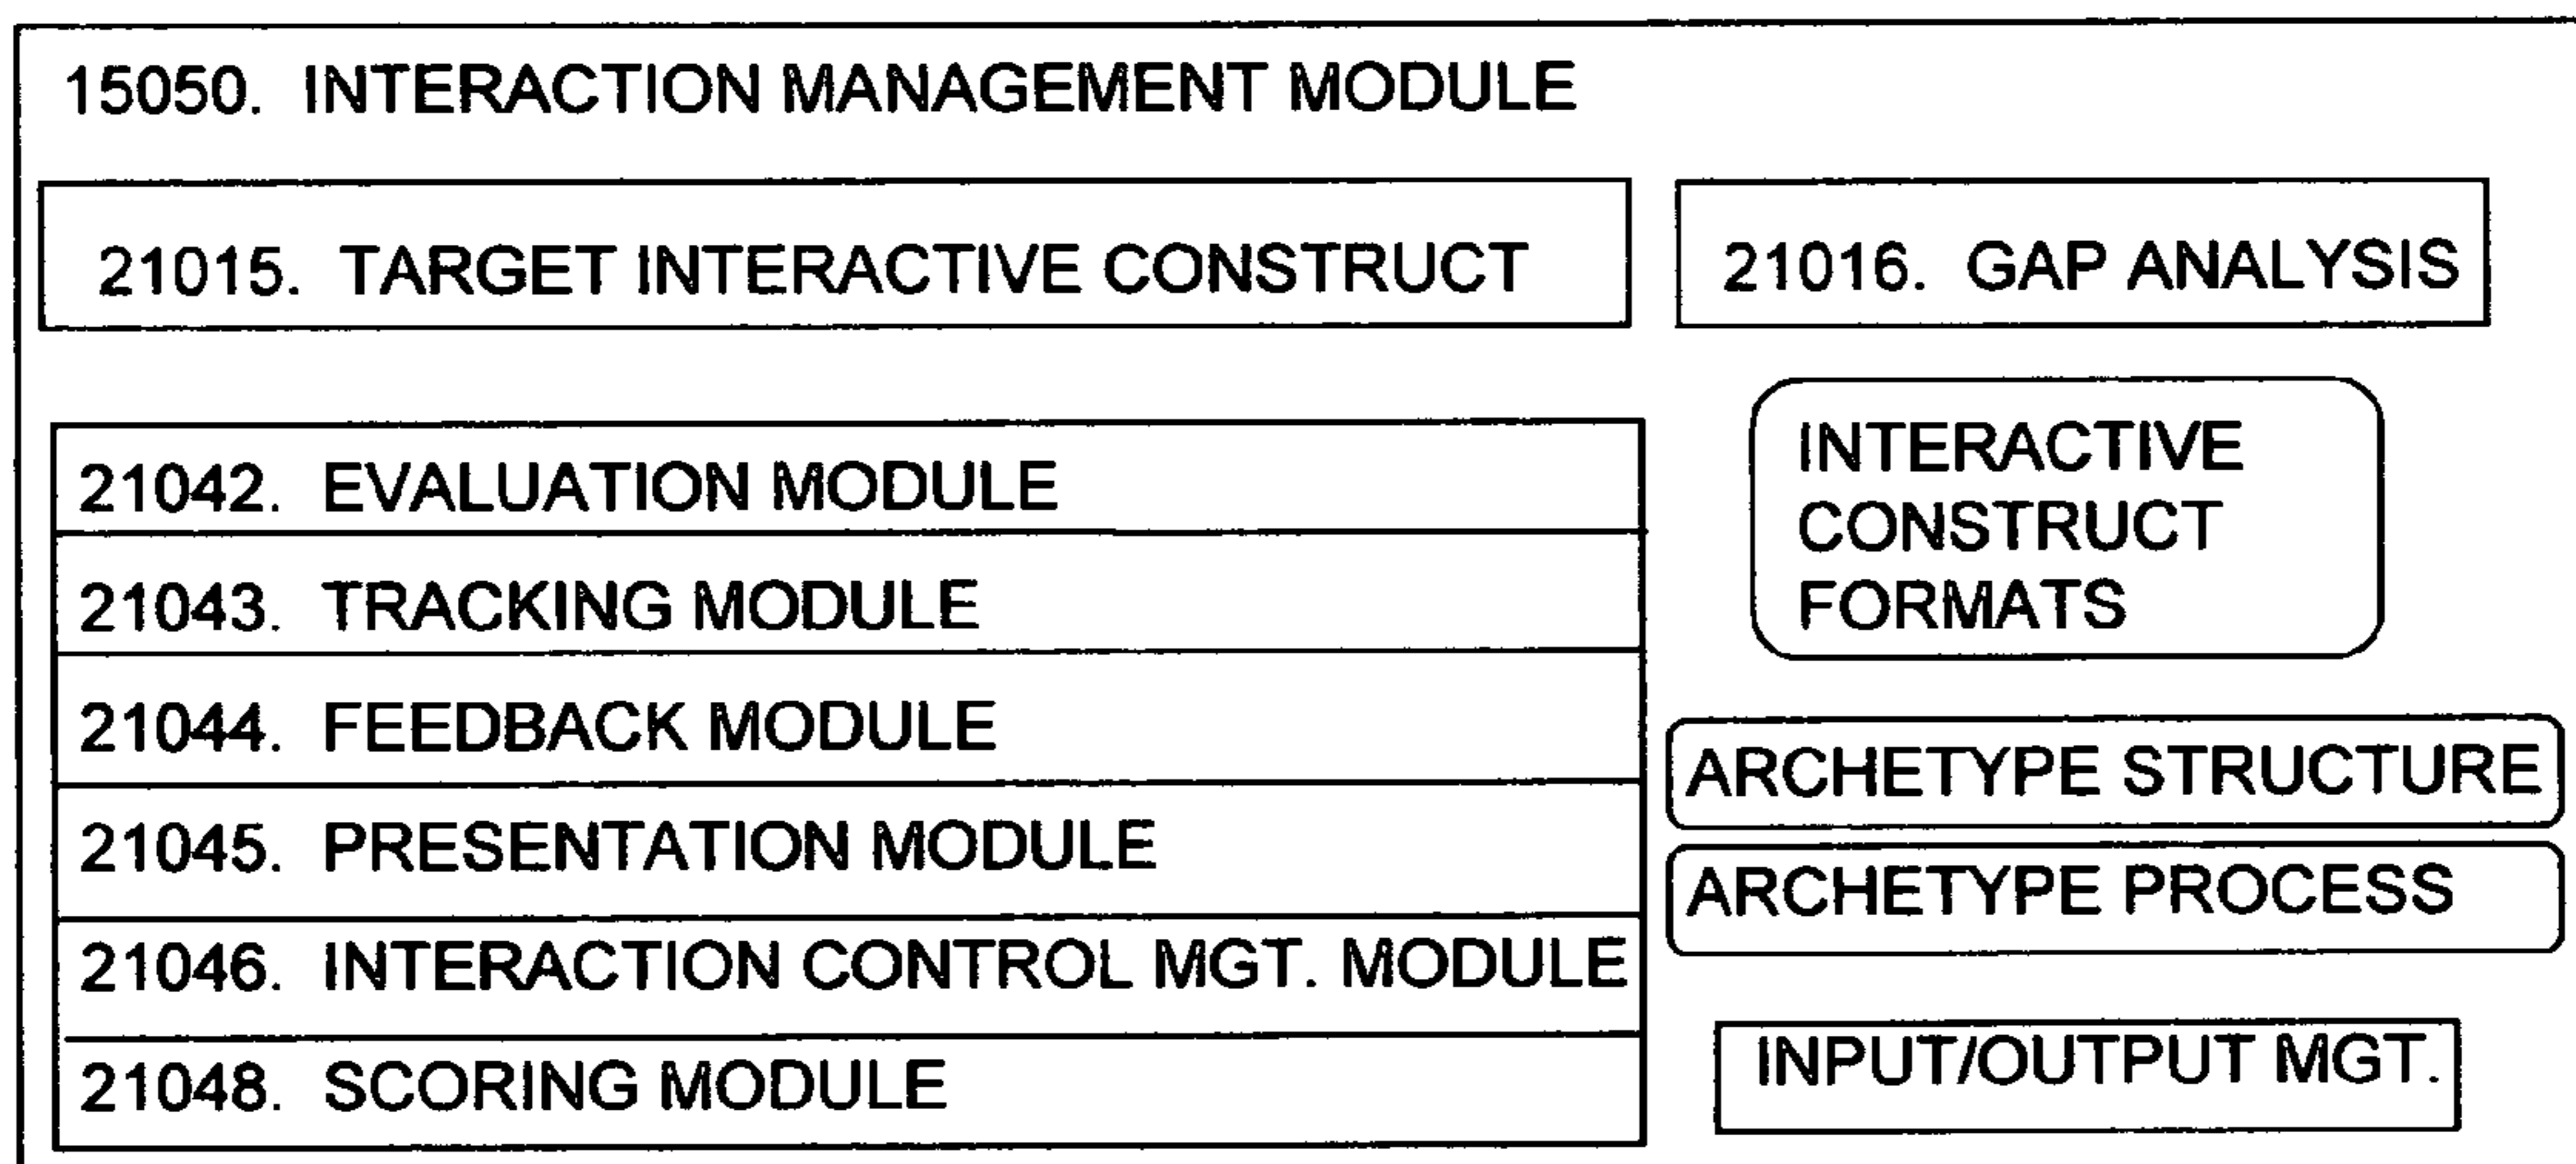 15050. INTERACTION MANAGEMENT MODULE
21015. TARGET INTERACTIVE CONSTRUCT
21016. GAP ANALYSIS
21042. EVALUATION MODULE
21043. TRACKING MODULE
21044. FEEDBACK MODULE
21045. PRESENTATION MODULE
21046. INTERACTION CONTROL MGT. MODULE
21048. SCORING MODULE
INTERACTIVE
CONSTRUCT
FORMATS
ARCHETYPE STRUCTURE
ARCHETYPE PROCESS
INPUT/OUTPUT MGT.